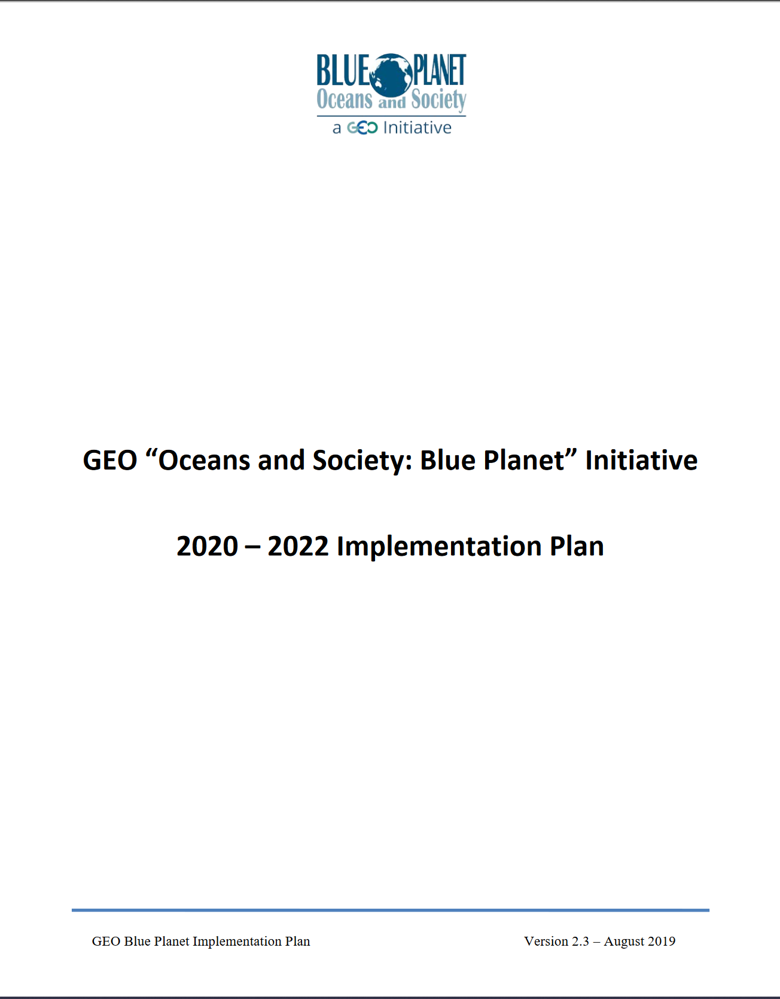 BLUE PLANET
Oceans and Society
a GEO Initiative
GEO “Oceans and Society: Blue Planet” Initiative
2020 – 2022 Implementation Plan
GEO Blue Planet Implementation Plan Version 2.3 – August 2019